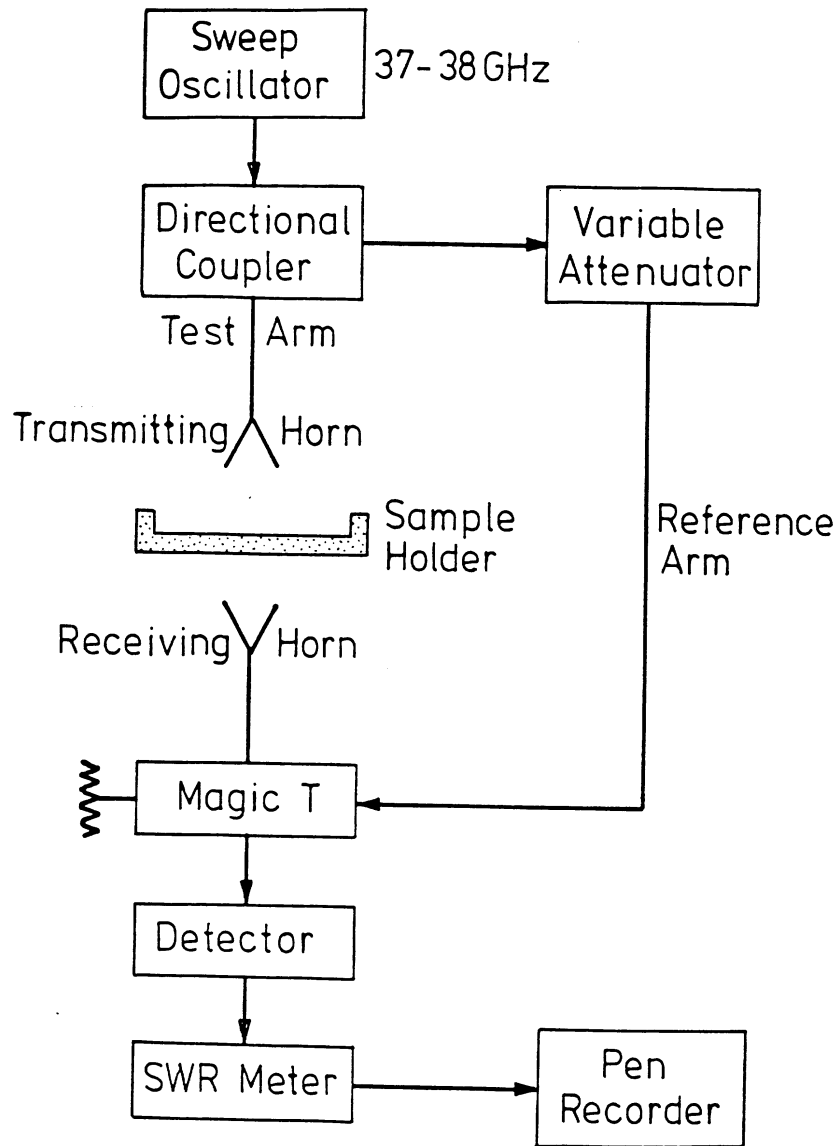 Sweep
Oscillator
37-38 GHz
Directional
Coupler
Variable
Attenuator
Test Arm
Transmitting Horn
Sample
Holder
Reference
Arm
Receiving Horn
Magic T
Detector
SWR Meter
Pen
Recorder